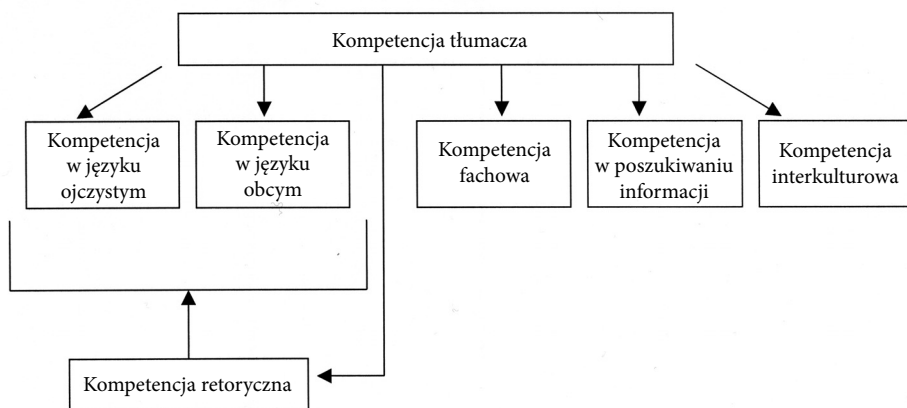 Kompetencja tłumacza
Kompetencja
w języku
ojczystym
Kompetencja
w języku
obcym
Kompetencja
fachowa
Kompetencja
w poszukiwaniu
informacji
Kompetencja
interkulturowa
Kompetencja retoryczna